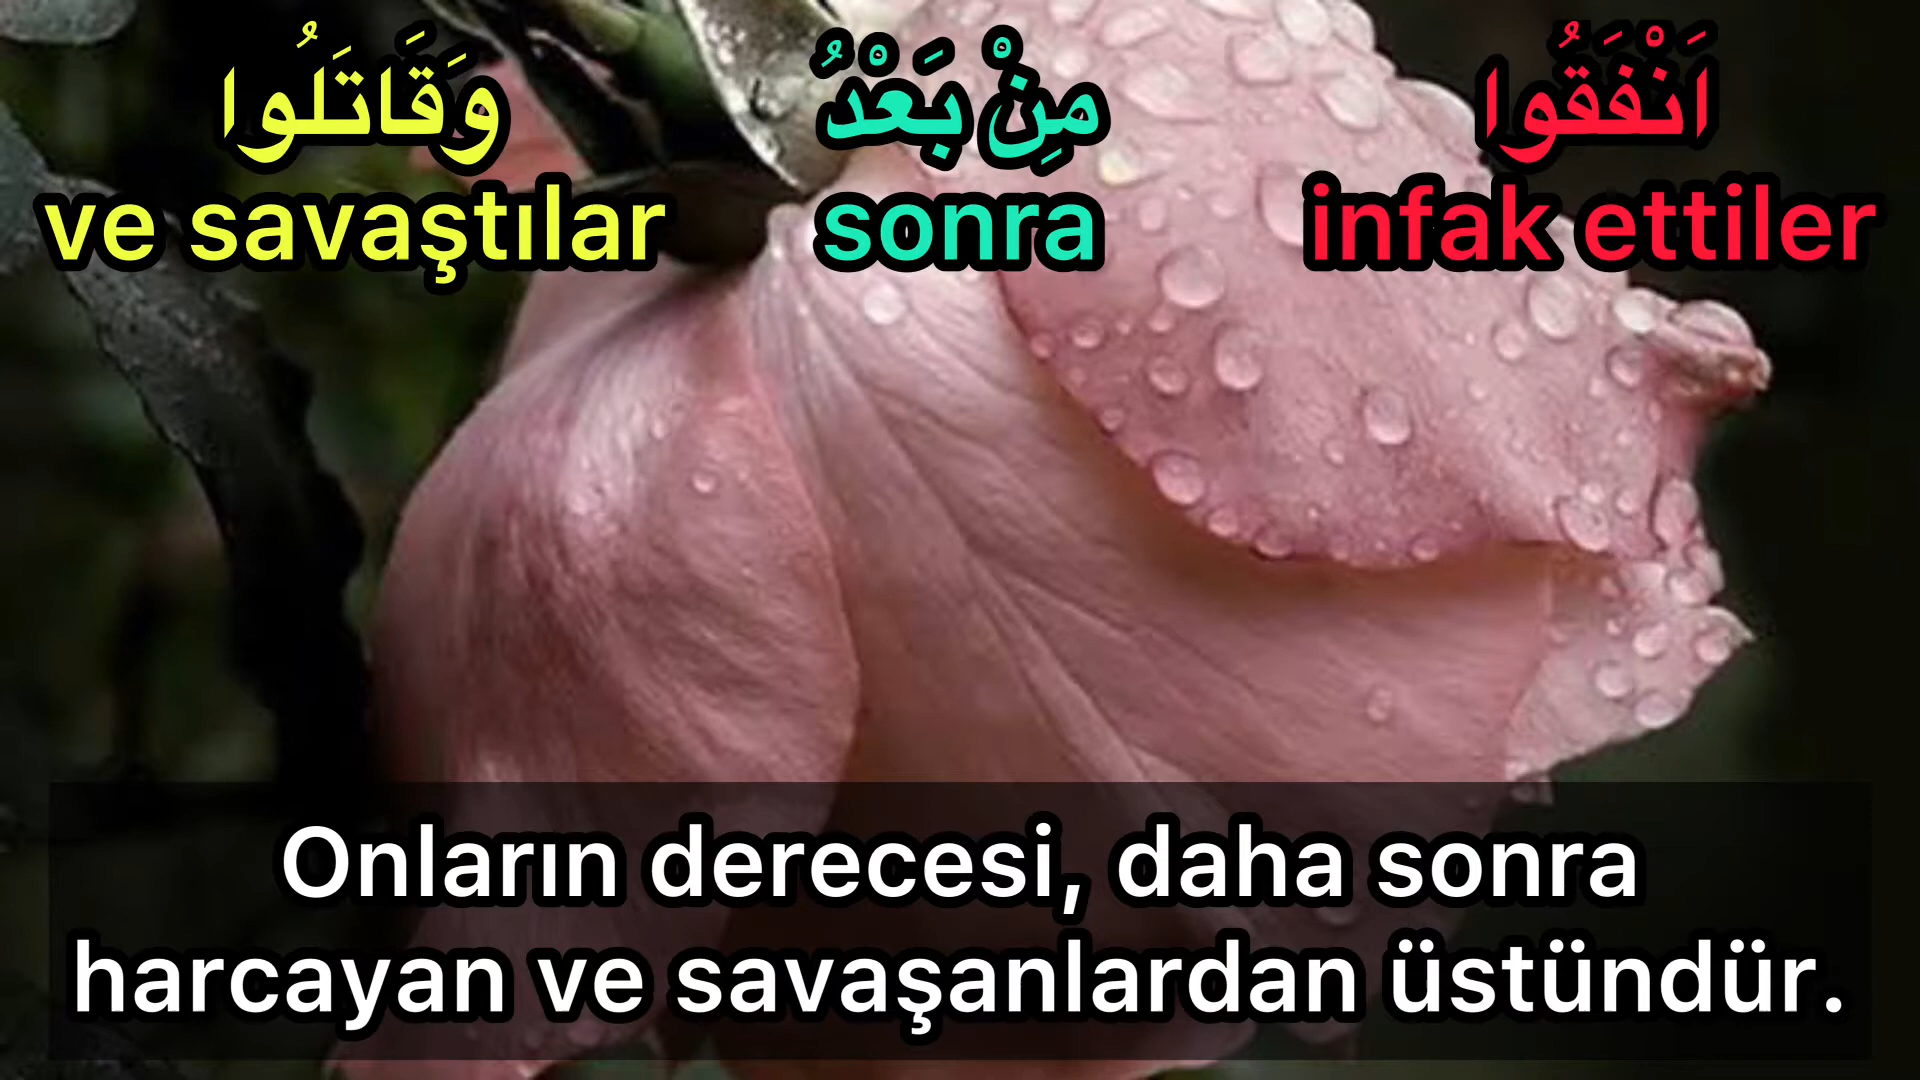 اَنْفَقُوا مِنْ بَعْدُ وَقَاتَلُوا
infak ettiler sonra ve savaştılar
Onların derecesi, daha sonra
harcayan ve savaşanlardan üstündür.